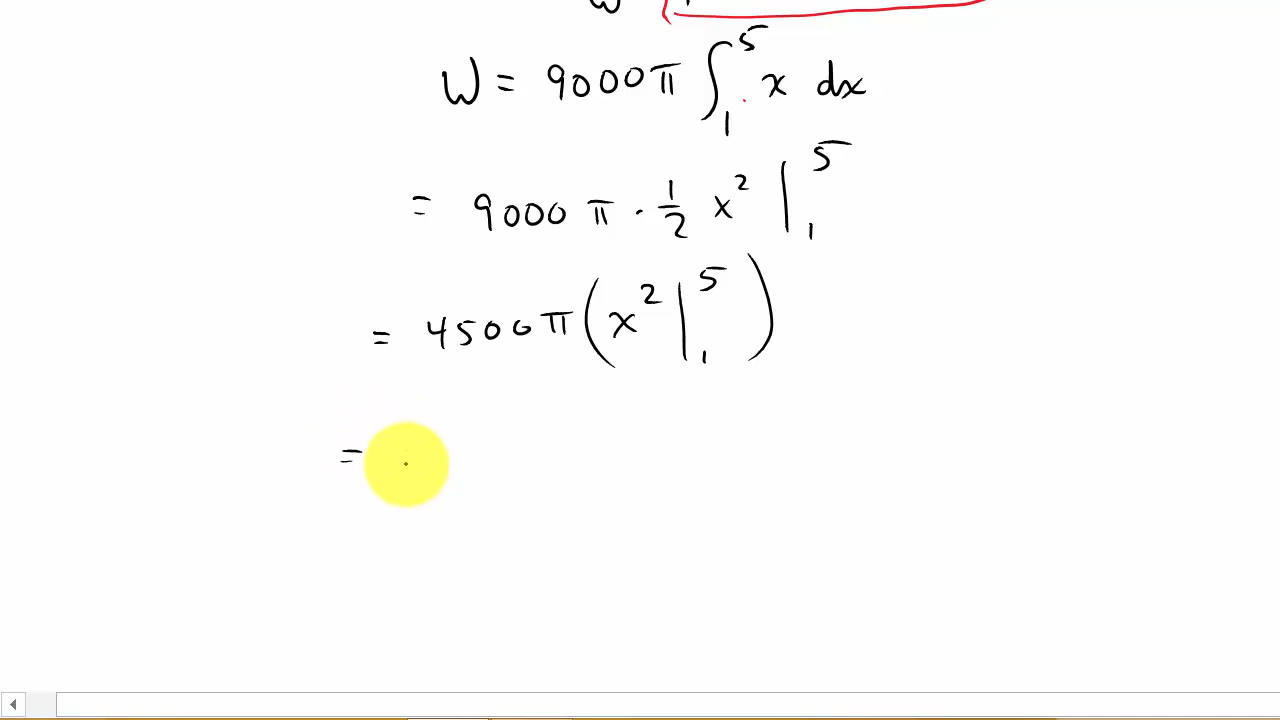 W
W = 9000π ∫₁⁵ x dx
= 9000 π · 1/2 x² |₁⁵
= 4500π (x² |₁⁵)
=